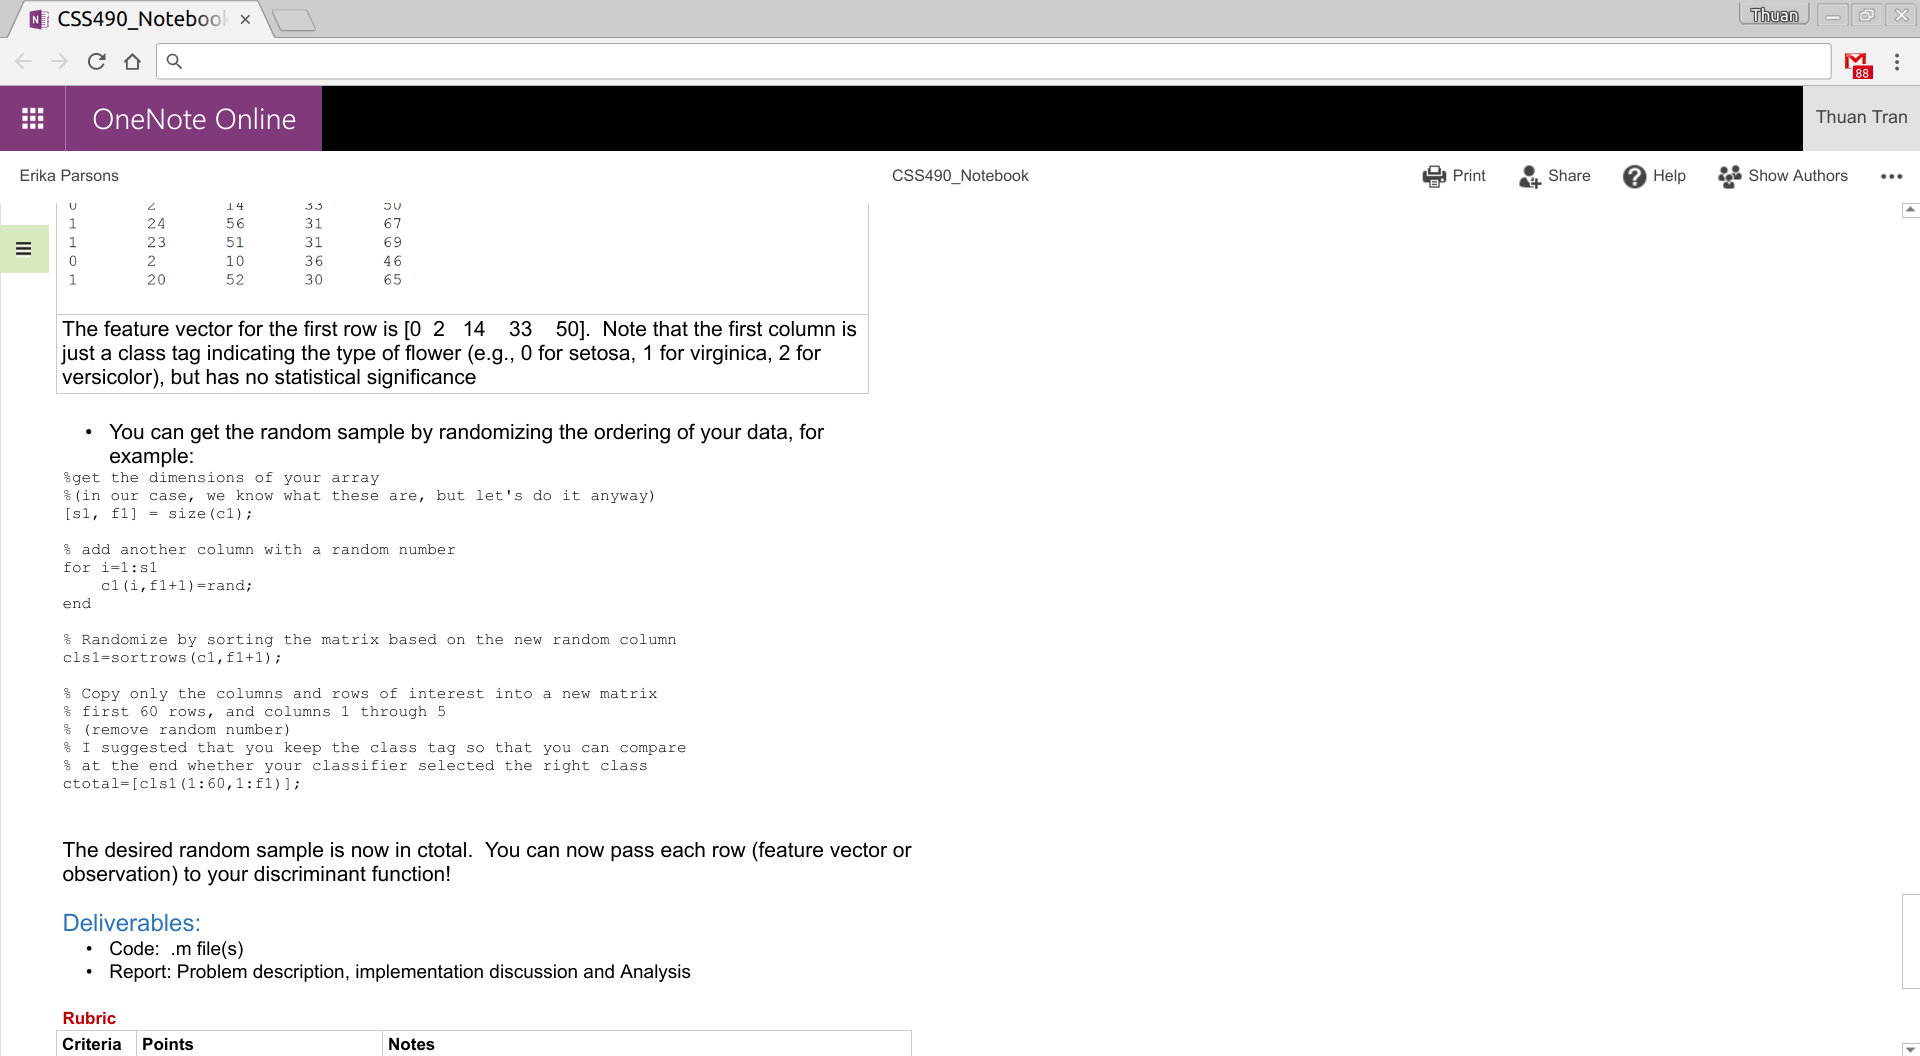 CSS490_Notebook
Thuan
88
OneNote Online
Thuan Tran
Erika Parsons
CSS490_Notebook
Print
Share
Help
Show Authors
0 2 14 33 50
1 24 56 31 67
1 23 51 31 69
0 2 10 36 46
1 20 52 30 65
The feature vector for the first row is [0 2 14 33 50]. Note that the first column is
just a class tag indicating the type of flower (e.g., 0 for setosa, 1 for virginica, 2 for
versicolor), but has no statistical significance
• You can get the random sample by randomizing the ordering of your data, for
example:
%get the dimensions of your array
%(in our case, we know what these are, but let's do it anyway)
[s1, f1] = size(c1);
% add another column with a random number
for i=1:s1
c1(i,f1+1)=rand;
end
% Randomize by sorting the matrix based on the new random column
cls1=sortrows(c1,f1+1);
% Copy only the columns and rows of interest into a new matrix
% first 60 rows, and columns 1 through 5
% (remove random number)
% I suggested that you keep the class tag so that you can compare
% at the end whether your classifier selected the right class
ctotal=[cls1(1:60,1:f1)];
The desired random sample is now in ctotal. You can now pass each row (feature vector or
observation) to your discriminant function!
Deliverables:
• Code: .m file(s)
• Report: Problem description, implementation discussion and Analysis
Rubric
Criteria Points Notes